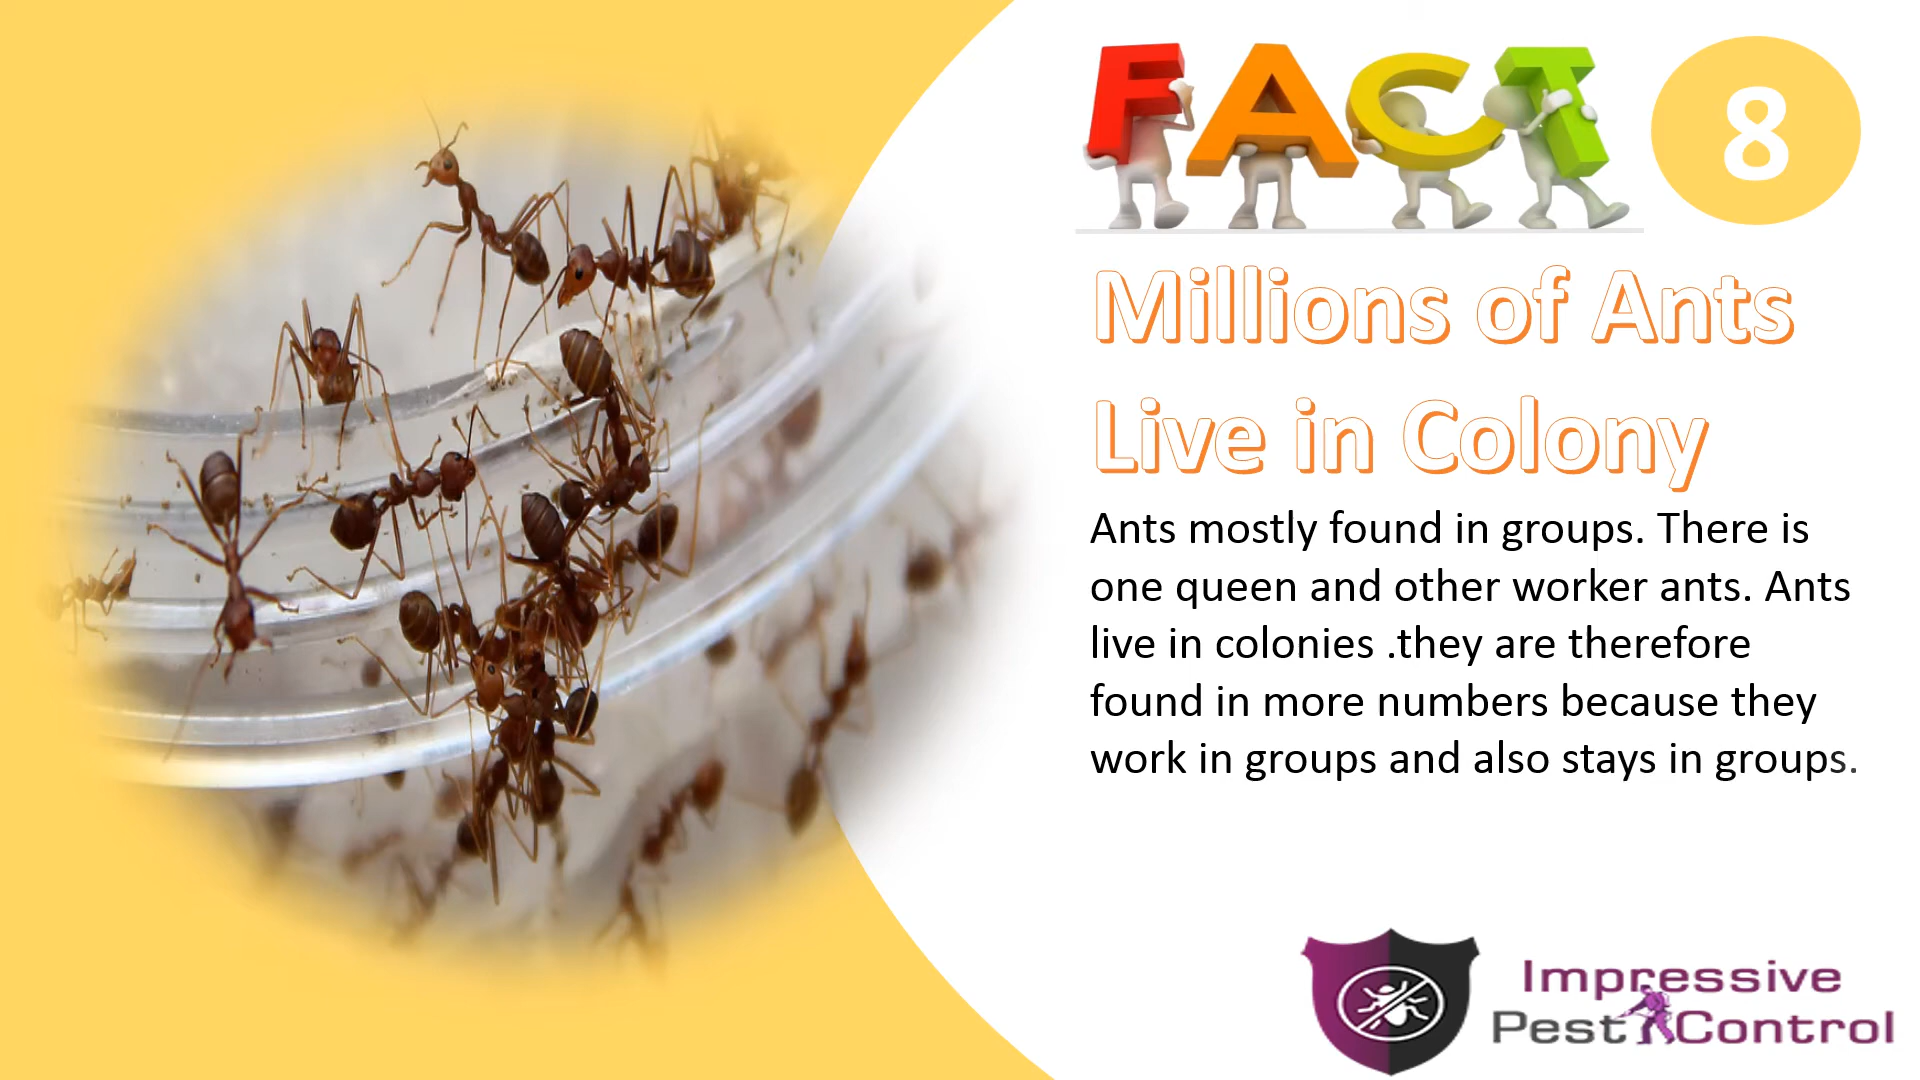 FACT 8
Millions of Ants
Live in Colony
Ants mostly found in groups. There is
one queen and other worker ants. Ants
live in colonies .they are therefore
found in more numbers because they
work in groups and also stays in groups.
Impressive
Pest Control